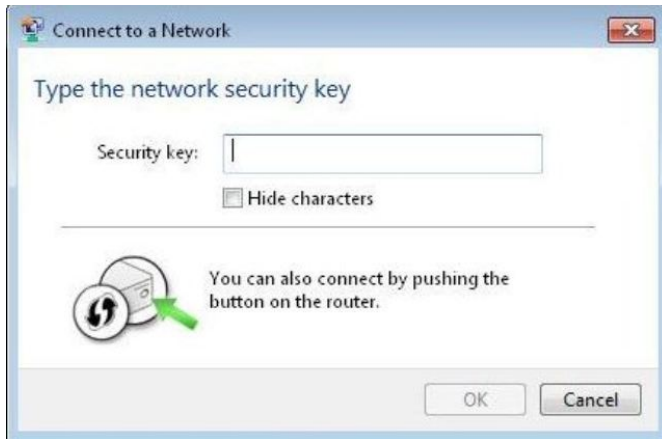 Connect to a Network
Type the network security key
Security key:
Hide characters
You can also connect by pushing the
button on the router.
OK
Cancel